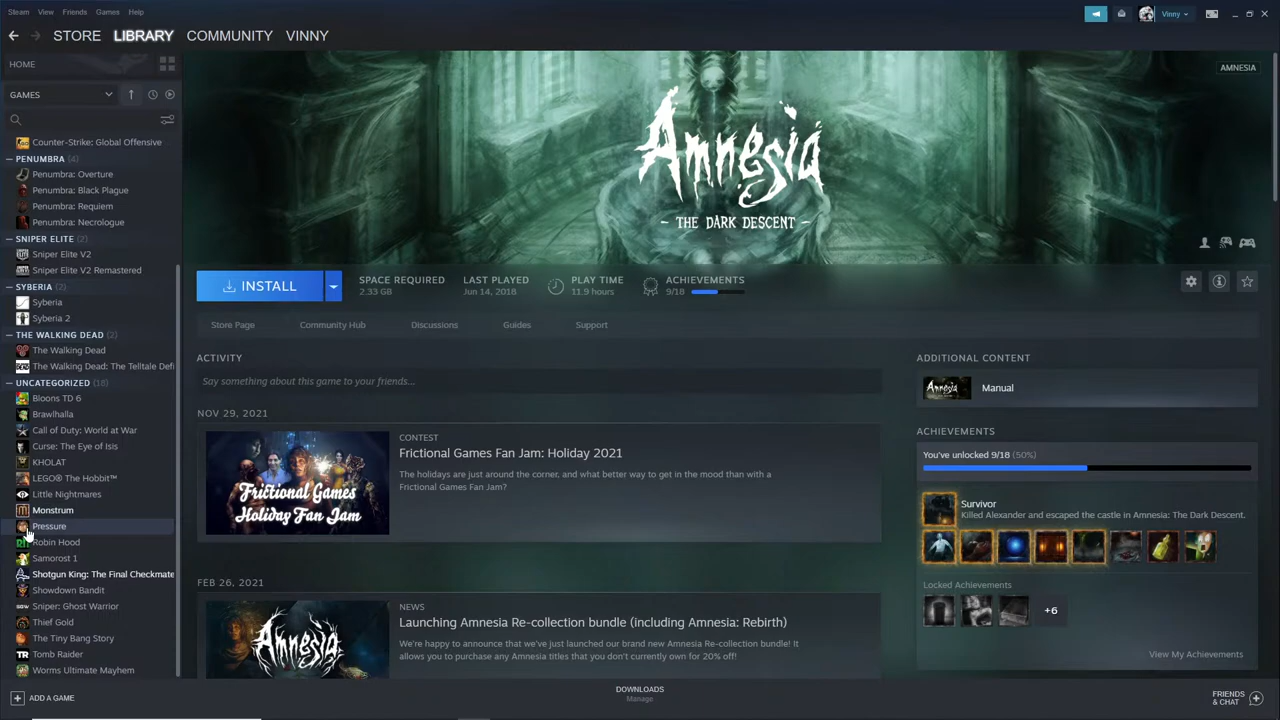 Steam View Friends Games Help
Vinny
STORE LIBRARY COMMUNITY VINNY
HOME
GAMES
Counter-Strike: Global Offensive
PENUMBRA (4)
Penumbra: Overture
Penumbra: Black Plague
Penumbra: Requiem
Penumbra: Necrologue
SNIPER ELITE (2)
Sniper Elite V2
Sniper Elite V2 Remastered
SYBERIA (2)
Syberia
Syberia 2
THE WALKING DEAD (2)
The Walking Dead
The Walking Dead: The Telltale Defi
UNCATEGORIZED (18)
Bloons TD 6
Brawlhalla
Call of Duty: World at War
Curse: The Eye of Isis
KHOLAT
LEGO® The Hobbit™
Little Nightmares
Monstrum
Pressure
Robin Hood
Samorost 1
Shotgun King: The Final Checkmate
Showdown Bandit
Sniper: Ghost Warrior
Thief Gold
The Tiny Bang Story
Tomb Raider
Worms Ultimate Mayhem
ADD A GAME
AMNESIA
Amnesia
- THE DARK DESCENT -
INSTALL
SPACE REQUIRED
2.33 GB
LAST PLAYED
Jun 14, 2018
PLAY TIME
11.9 hours
ACHIEVEMENTS
9/18
Store Page Community Hub Discussions Guides Support
ACTIVITY
Say something about this game to your friends...
NOV 29, 2021
Frictional Games
Holiday Fan Jam
CONTEST
Frictional Games Fan Jam: Holiday 2021
The holidays are just around the corner, and what better way to get in the mood than with a
Frictional Games Fan Jam?
FEB 26, 2021
Amnesia
NEWS
Launching Amnesia Re-collection bundle (including Amnesia: Rebirth)
We're happy to announce that we've just launched our brand new Amnesia Re-collection bundle! It
allows you to purchase any Amnesia titles that you don't currently own for 20% off!
ADDITIONAL CONTENT
Amnesia
Manual
ACHIEVEMENTS
You've unlocked 9/18 (50%)
Survivor
Killed Alexander and escaped the castle in Amnesia: The Dark Descent.
Locked Achievements
+6
View My Achievements
DOWNLOADS
Manage
FRIENDS
& CHAT